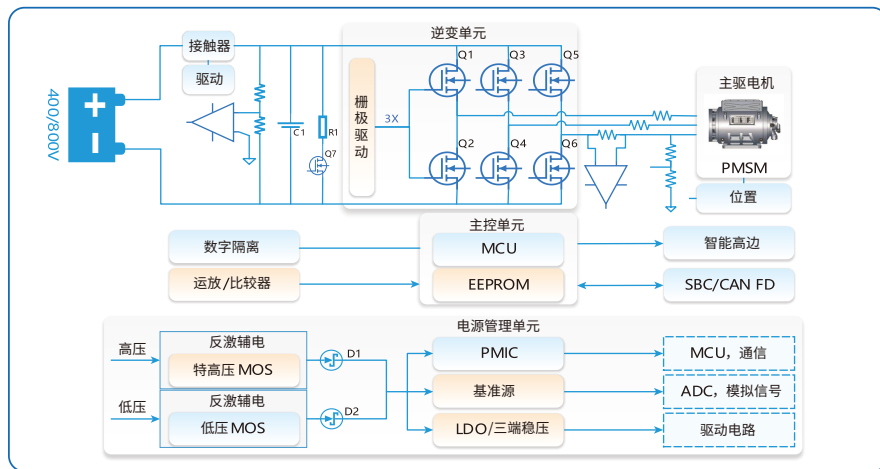 逆变单元
接触器
驱动
400/800V
C1
R1
Q7
栅极驱动
3X
Q1
Q3
Q5
Q2
Q4
Q6
主驱电机
PMSM
位置
主控单元
数字隔离
MCU
智能高边
运放/比较器
EEPROM
SBC/CAN FD
电源管理单元
高压
反激辅电
特高压 MOS
D1
PMIC
MCU，通信
基准源
ADC，模拟信号
低压
反激辅电
低压 MOS
D2
LDO/三端稳压
驱动电路